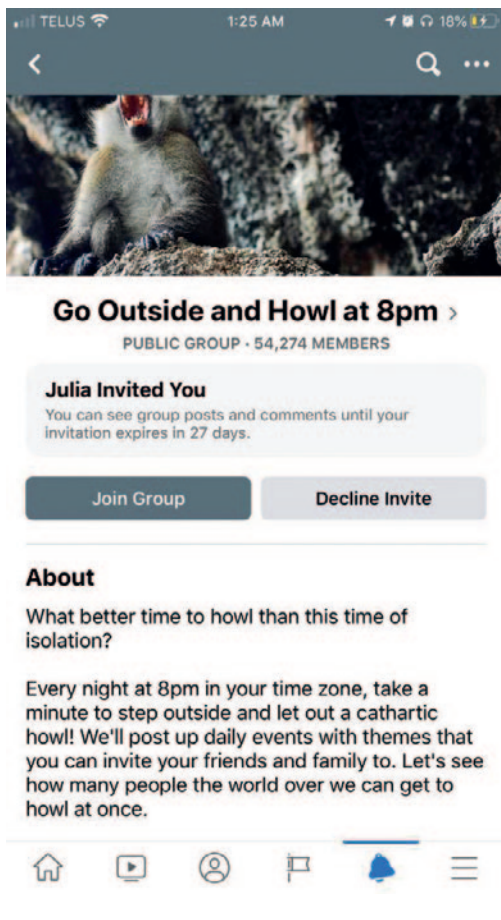 TELUS 1:25 AM 18%
Go Outside and Howl at 8pm >
PUBLIC GROUP · 54,274 MEMBERS
Julia Invited You
You can see group posts and comments until your
invitation expires in 27 days.
Join Group Decline Invite
About
What better time to howl than this time of
isolation?
Every night at 8pm in your time zone, take a
minute to step outside and let out a cathartic
howl! We'll post up daily events with themes that
you can invite your friends and family to. Let's see
how many people the world over we can get to
howl at once.